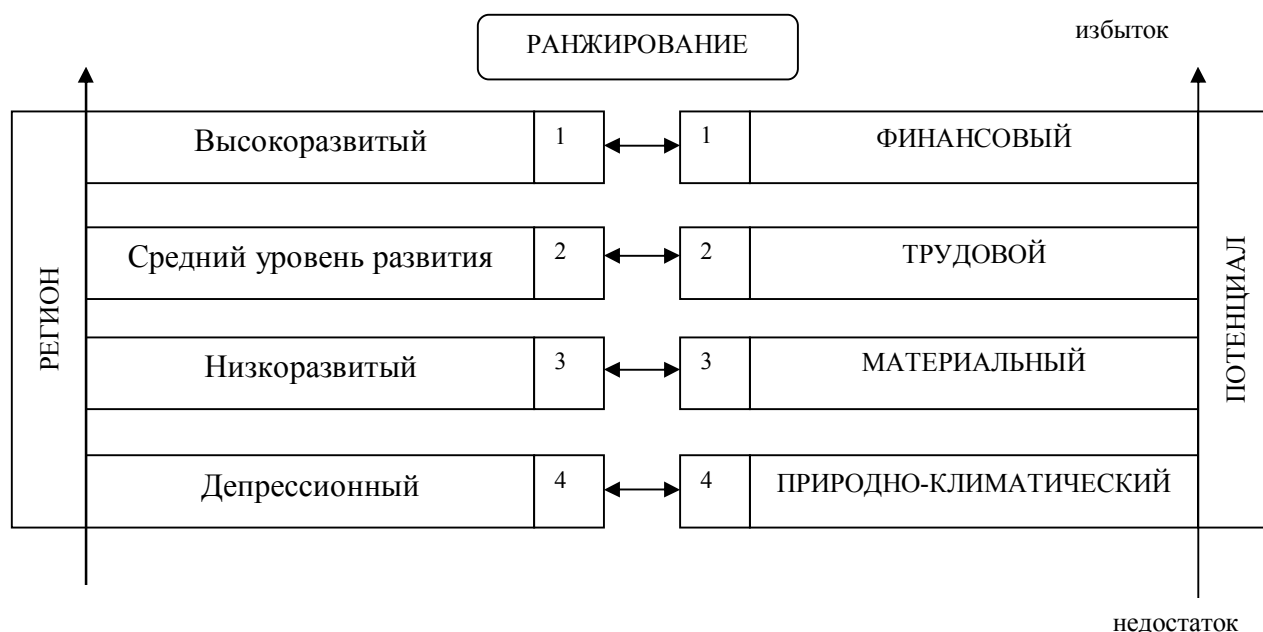 РАНЖИРОВАНИЕ
избыток
РЕГИОН
Высокоразвитый 1 1 ФИНАНСОВЫЙ
Средний уровень развития 2 2 ТРУДОВОЙ
Низкоразвитый 3 3 МАТЕРИАЛЬНЫЙ
Депрессионный 4 4 ПРИРОДНО-КЛИМАТИЧЕСКИЙ
ПОТЕНЦИАЛ
недостаток